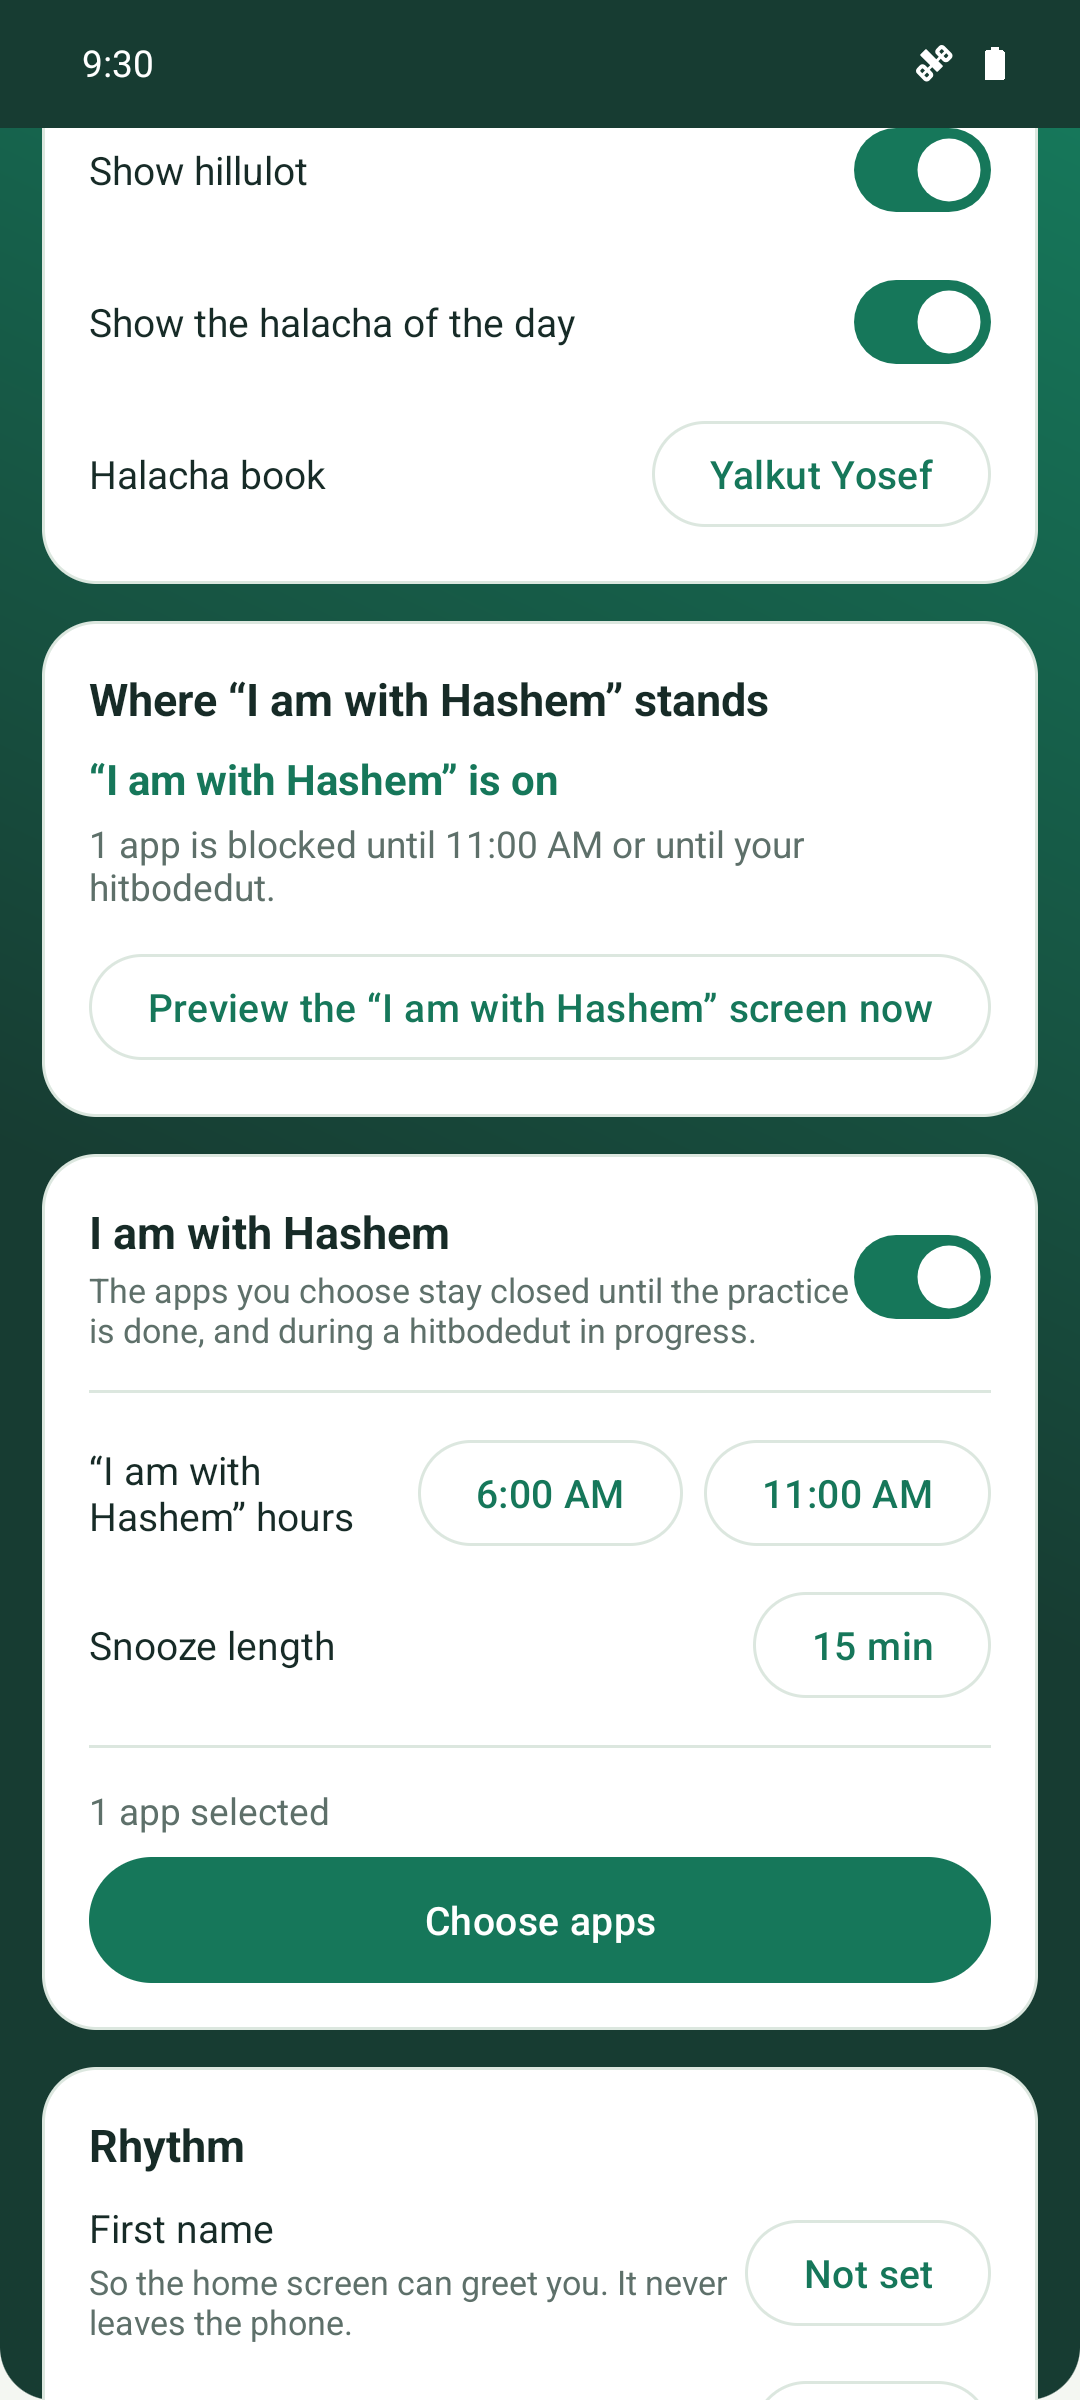 9:30
Show hillulot
Show the halacha of the day
Halacha book
Yalkut Yosef
Where “I am with Hashem” stands
“I am with Hashem” is on
1 app is blocked until 11:00 AM or until your
hitbodedut.
Preview the “I am with Hashem” screen now
I am with Hashem
The apps you choose stay closed until the practice
is done, and during a hitbodedut in progress.
“I am with
Hashem” hours
6:00 AM
11:00 AM
Snooze length
15 min
1 app selected
Choose apps
Rhythm
First name
So the home screen can greet you. It never
leaves the phone.
Not set